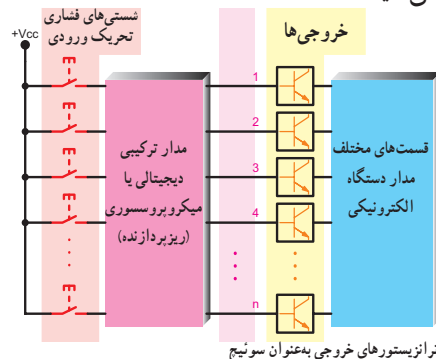 شستی‌های فشاری
تحریک ورودی
+Vcc
خروجی‌ها
1
2
3
4
n
مدار ترکیبی
دیجیتالی یا
میکروپروسسوری
(ریزپردازنده)
قسمت‌های مختلف
مدار دستگاه
الکترونیکی
ترانزیستورهای خروجی به‌عنوان سوئیچ